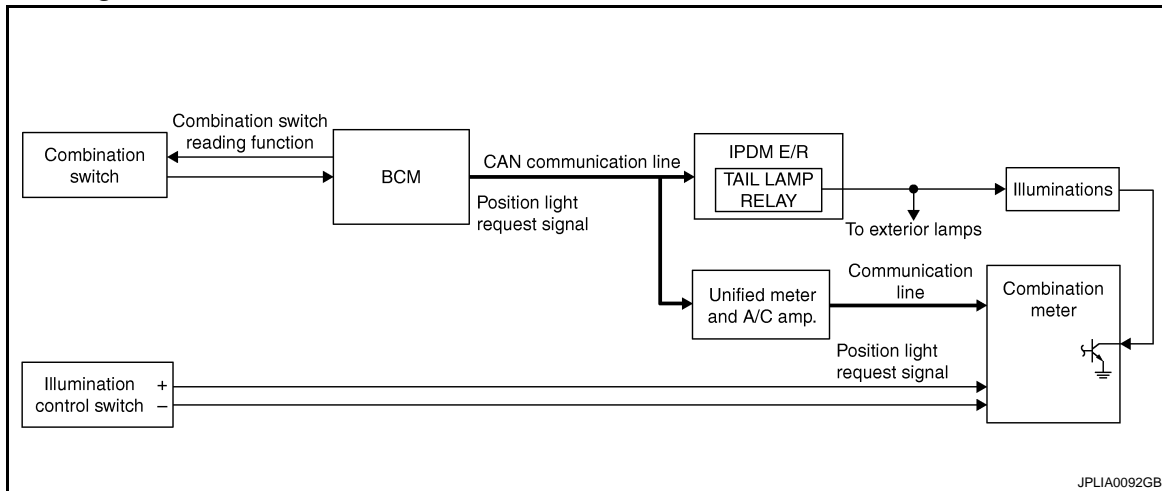 Combination switch
reading function
Combination
switch
BCM
CAN communication line
Position light
request signal
IPDM E/R
TAIL LAMP
RELAY
Illuminations
To exterior lamps
Unified meter
and A/C amp.
Communication
line
Combination
meter
Position light
request signal
Illumination
control switch
+
–
JPLIA0092GB